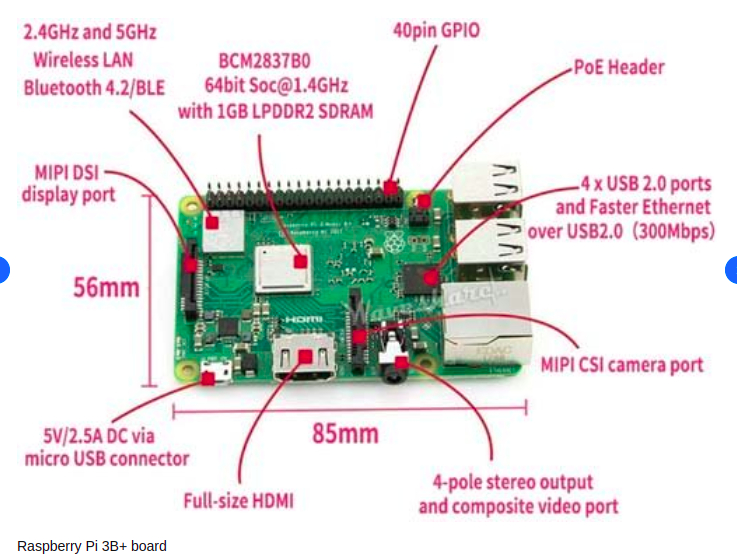 2.4GHz and 5GHz
Wireless LAN
Bluetooth 4.2/BLE
BCM2837B0
64bit Soc@1.4GHz
with 1GB LPDDR2 SDRAM
40pin GPIO
PoE Header
MIPI DSI
display port
4 x USB 2.0 ports
and Faster Ethernet
over USB2.0（300Mbps）
56mm
HDMI
MIPI CSI camera port
85mm
5V/2.5A DC via
micro USB connector
Full-size HDMI
4-pole stereo output
and composite video port
Raspberry Pi 3B+ board